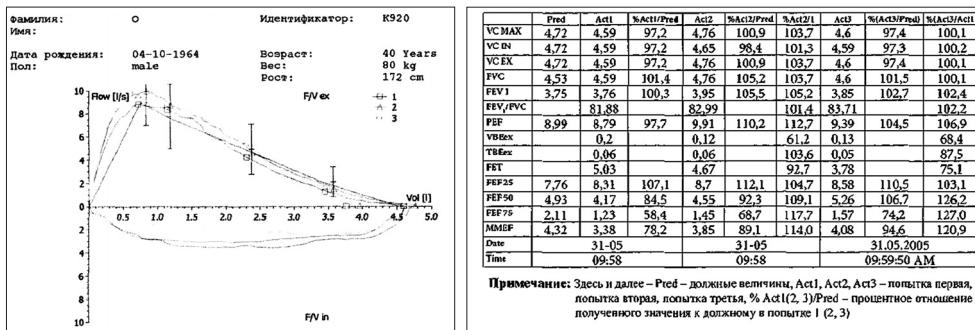 Фамилия: O Идентификатор: K920
Имя:
Дата рождения: 04-10-1964 Возраст: 40 Years
Пол: male Вес: 80 kg
Рост: 172 cm
Flow [l/s] F/V ex
1
2
3
10
8
6
4
2
0
Vol [l]
0.5 1.0 1.5 2.0 2.5 3.0 3.5 4.0 4.5 5.0
2
4
6
8
10
F/V in
Pred Act1 %Act1/Pred Act2 %Act2/Pred %Act2/1 Act3 %(Act3/Pred) %(Act3/Act1
VC MAX 4,72 4,59 97,2 4,76 100,9 103,7 4,6 97,4 100,1
VC IN 4,72 4,59 97,2 4,65 98,4 101,3 4,59 97,3 100,2
VC EX 4,72 4,59 97,2 4,76 100,9 103,7 4,6 97,4 100,1
FVC 4,53 4,59 101,4 4,76 105,2 103,7 4,6 101,5 100,1
FEV 1 3,75 3,76 100,3 3,95 105,5 105,2 3,85 102,7 102,4
FEV₁/FVC 81,88 82,99 101,4 83,71 102,2
PEF 8,99 8,79 97,7 9,91 110,2 112,7 9,39 104,5 106,9
VBEex 0,2 0,12 61,2 0,13 68,4
TBEex 0,06 0,06 103,6 0,05 87,5
FET 5,03 4,67 92,7 3,78 75,1
FEF25 7,76 8,31 107,1 8,7 112,1 104,7 8,58 110,5 103,1
FEF50 4,93 4,17 84,5 4,55 92,3 109,1 5,26 106,7 126,2
FEF75 2,11 1,23 58,4 1,45 68,7 117,7 1,57 74,2 127,0
MMEF 4,32 3,38 78,2 3,85 89,1 114,0 4,08 94,6 120,9
Date 31-05 31-05 31.05.2005
Time 09:58 09:58 09:59:50 AM
Примечание: Здесь и далее – Pred – должные величины, Act1, Act2, Act3 – попытка первая,
попытка вторая, попытка третья, % Act1(2, 3)/Pred – процентное отношение
полученного значения к должному в попытке 1 (2, 3)